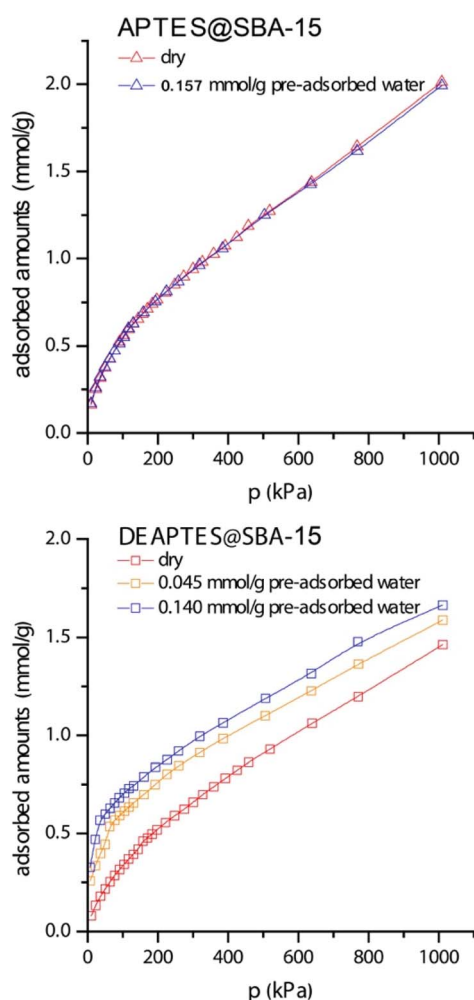 APTES@SBA-15
dry
0.157 mmol/g pre-adsorbed water
2.0
1.5
1.0
0.5
0.0
adsorbed amounts (mmol/g)
0 200 400 600 800 1000
p (kPa)
DEAPTES@SBA-15
dry
0.045 mmol/g pre-adsorbed water
0.140 mmol/g pre-adsorbed water
2.0
1.5
1.0
0.5
0.0
adsorbed amounts (mmol/g)
0 200 400 600 800 1000
p (kPa)